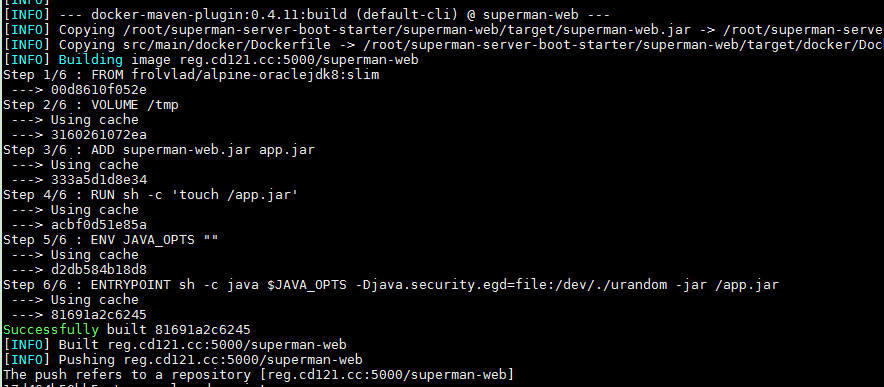 [INFO] --- docker-maven-plugin:0.4.11:build (default-cli) @ superman-web ---
[INFO] Copying /root/superman-server-boot-starter/superman-web/target/superman-web.jar -> /root/superman-serve
[INFO] Copying src/main/docker/Dockerfile -> /root/superman-server-boot-starter/superman-web/target/docker/Doc
[INFO] Building image reg.cd121.cc:5000/superman-web
Step 1/6 : FROM frolvlad/alpine-oraclejdk8:slim
---> 00d8610f052e
Step 2/6 : VOLUME /tmp
---> Using cache
---> 3160261072ea
Step 3/6 : ADD superman-web.jar app.jar
---> Using cache
---> 333a5d1d8e34
Step 4/6 : RUN sh -c 'touch /app.jar'
---> Using cache
---> acbf0d51e85a
Step 5/6 : ENV JAVA_OPTS ""
---> Using cache
---> d2db584b18d8
Step 6/6 : ENTRYPOINT sh -c java $JAVA_OPTS -Djava.security.egd=file:/dev/./urandom -jar /app.jar
---> Using cache
---> 81691a2c6245
Successfully built 81691a2c6245
[INFO] Built reg.cd121.cc:5000/superman-web
[INFO] Pushing reg.cd121.cc:5000/superman-web
The push refers to a repository [reg.cd121.cc:5000/superman-web]